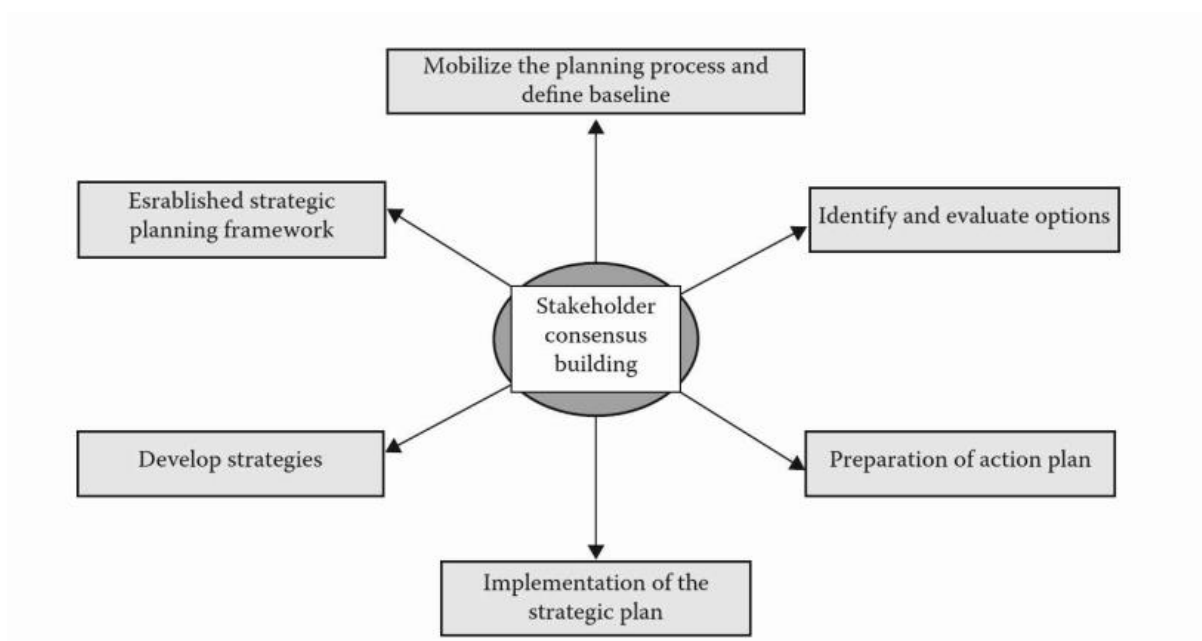 Mobilize the planning process and
define baseline
Esrablished strategic
planning framework
Identify and evaluate options
Stakeholder
consensus
building
Develop strategies
Preparation of action plan
Implementation of the
strategic plan